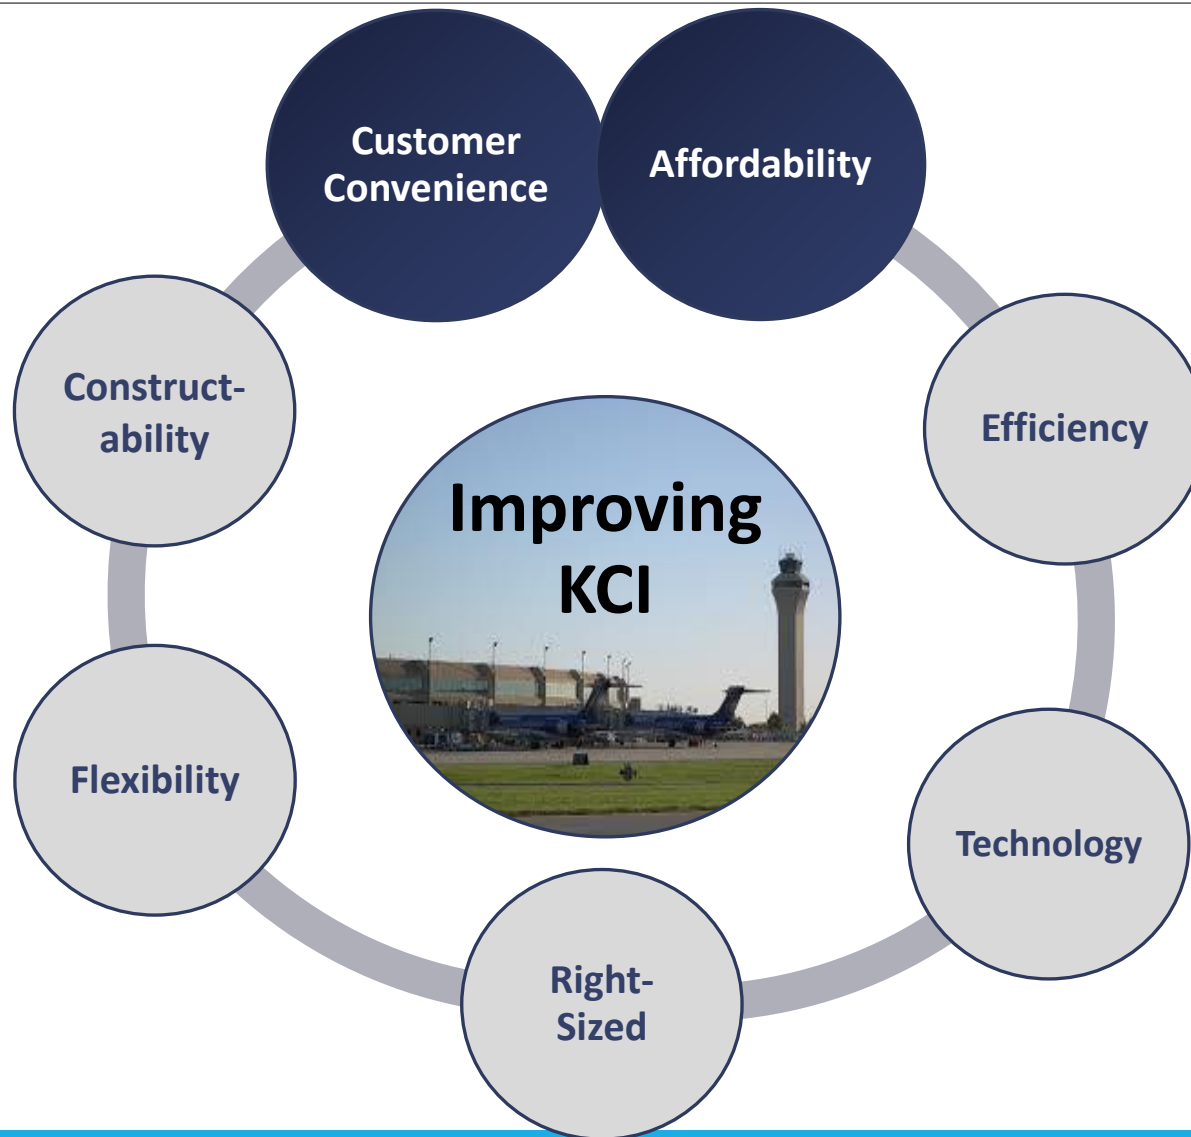 Customer
Convenience
Affordability
Construct-
ability
Efficiency
Improving
KCI
Flexibility
Technology
Right-
Sized